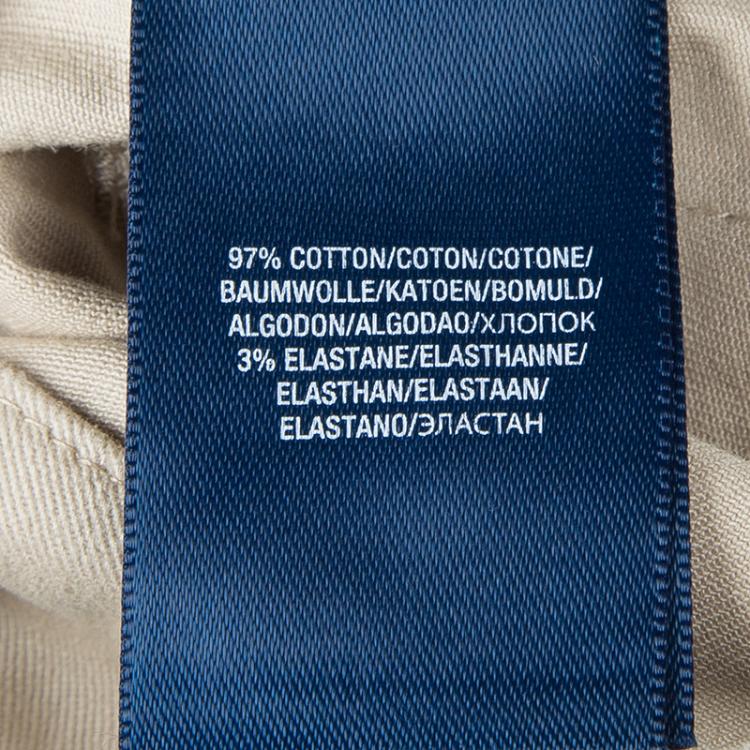 97% COTTON/COTON/COTONE/
BAUMWOLLE/KATOEN/BOMULD/
ALGODON/ALGODAO/ХЛОПОК
3% ELASTANE/ELASTHANNE/
ELASTHAN/ELASTAAN/
ELASTANO/ЭЛАСТАН